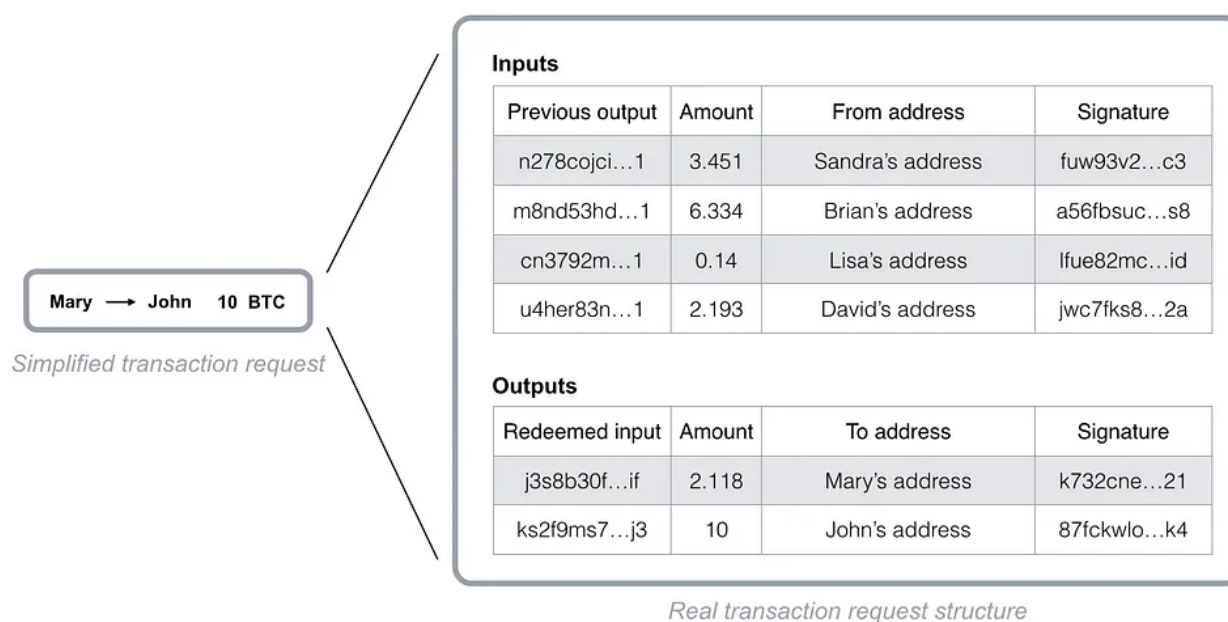 Mary → John 10 BTC
Simplified transaction request
Inputs
Previous output Amount From address Signature
n278cojci…1 3.451 Sandra's address fuw93v2…c3
m8nd53hd…1 6.334 Brian's address a56fbsuc…s8
cn3792m…1 0.14 Lisa's address lfue82mc…id
u4her83n…1 2.193 David's address jwc7fks8…2a
Outputs
Redeemed input Amount To address Signature
j3s8b30f…if 2.118 Mary's address k732cne…21
ks2f9ms7…j3 10 John's address 87fckwlo…k4
Real transaction request structure